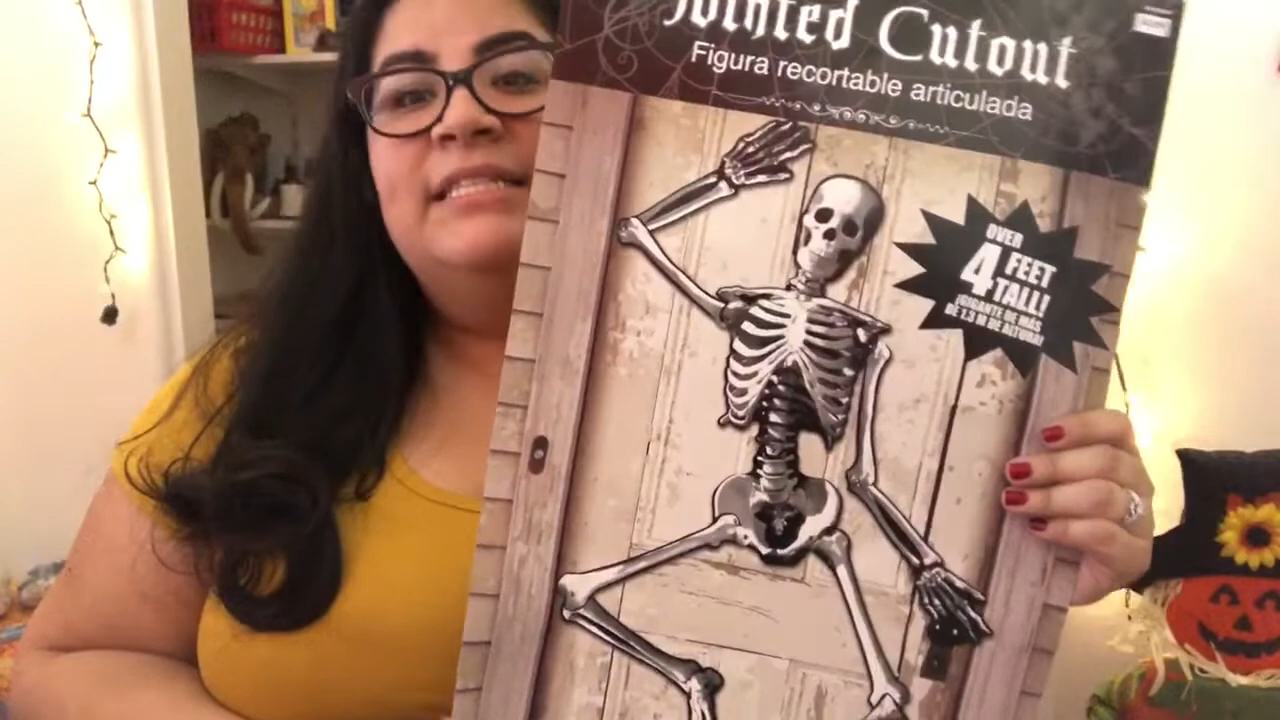 Jointed Cutout
Figura recortable articulada
OVER
4 FEET
TALL!
¡GIGANTE DE MÁS
DE 1.3 M DE ALTURA!